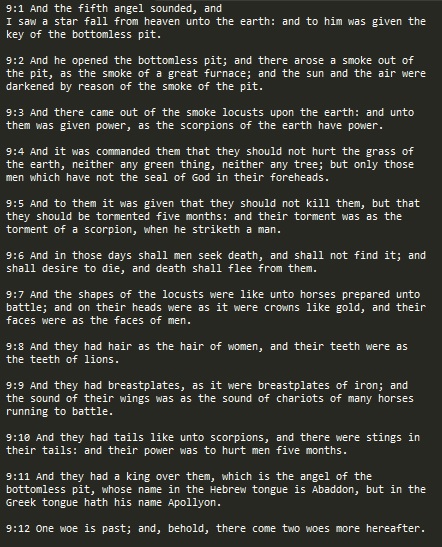 9:1 And the fifth angel sounded, and
I saw a star fall from heaven unto the earth: and to him was given the
key of the bottomless pit.
9:2 And he opened the bottomless pit; and there arose a smoke out of
the pit, as the smoke of a great furnace; and the sun and the air were
darkened by reason of the smoke of the pit.
9:3 And there came out of the smoke locusts upon the earth: and unto
them was given power, as the scorpions of the earth have power.
9:4 And it was commanded them that they should not hurt the grass of
the earth, neither any green thing, neither any tree; but only those
men which have not the seal of God in their foreheads.
9:5 And to them it was given that they should not kill them, but that
they should be tormented five months: and their torment was as the
torment of a scorpion, when he striketh a man.
9:6 And in those days shall men seek death, and shall not find it; and
shall desire to die, and death shall flee from them.
9:7 And the shapes of the locusts were like unto horses prepared unto
battle; and on their heads were as it were crowns like gold, and their
faces were as the faces of men.
9:8 And they had hair as the hair of women, and their teeth were as
the teeth of lions.
9:9 And they had breastplates, as it were breastplates of iron; and
the sound of their wings was as the sound of chariots of many horses
running to battle.
9:10 And they had tails like unto scorpions, and there were stings in
their tails: and their power was to hurt men five months.
9:11 And they had a king over them, which is the angel of the
bottomless pit, whose name in the Hebrew tongue is Abaddon, but in the
Greek tongue hath his name Apollyon.
9:12 One woe is past; and, behold, there come two woes more hereafter.